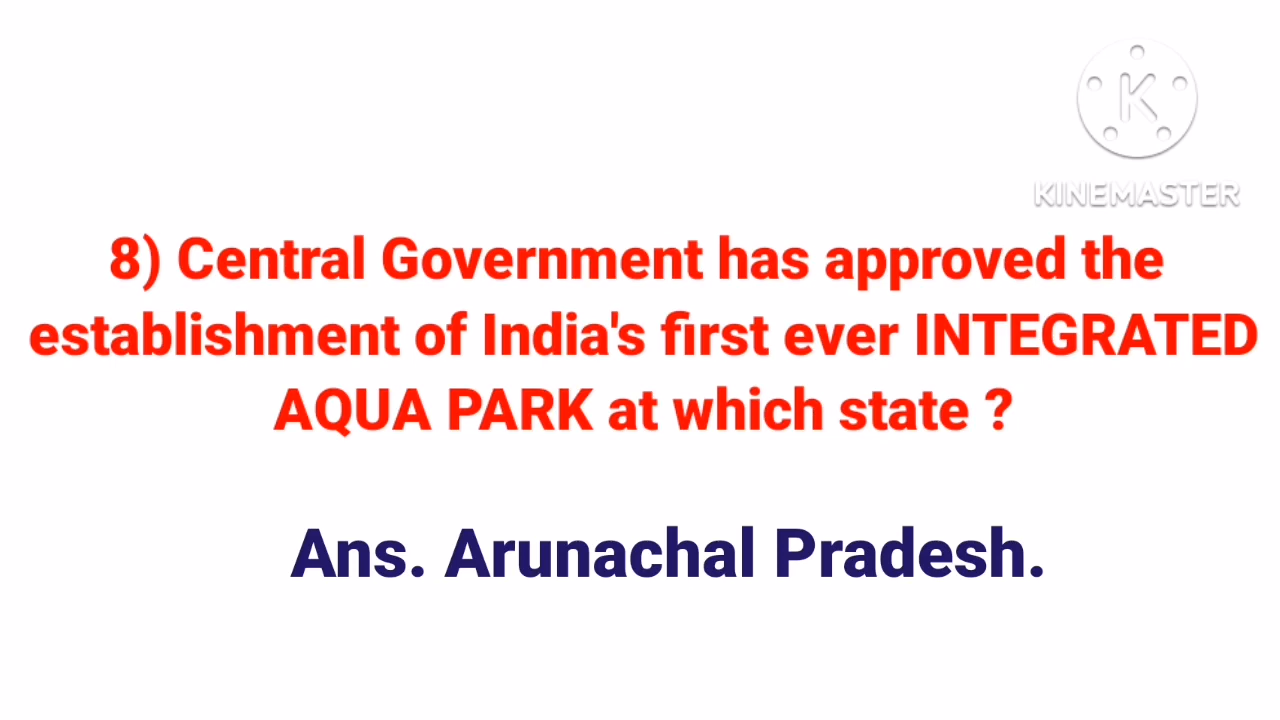 K
KINEMASTER
8) Central Government has approved the
establishment of India's first ever INTEGRATED
AQUA PARK at which state ?
Ans. Arunachal Pradesh.